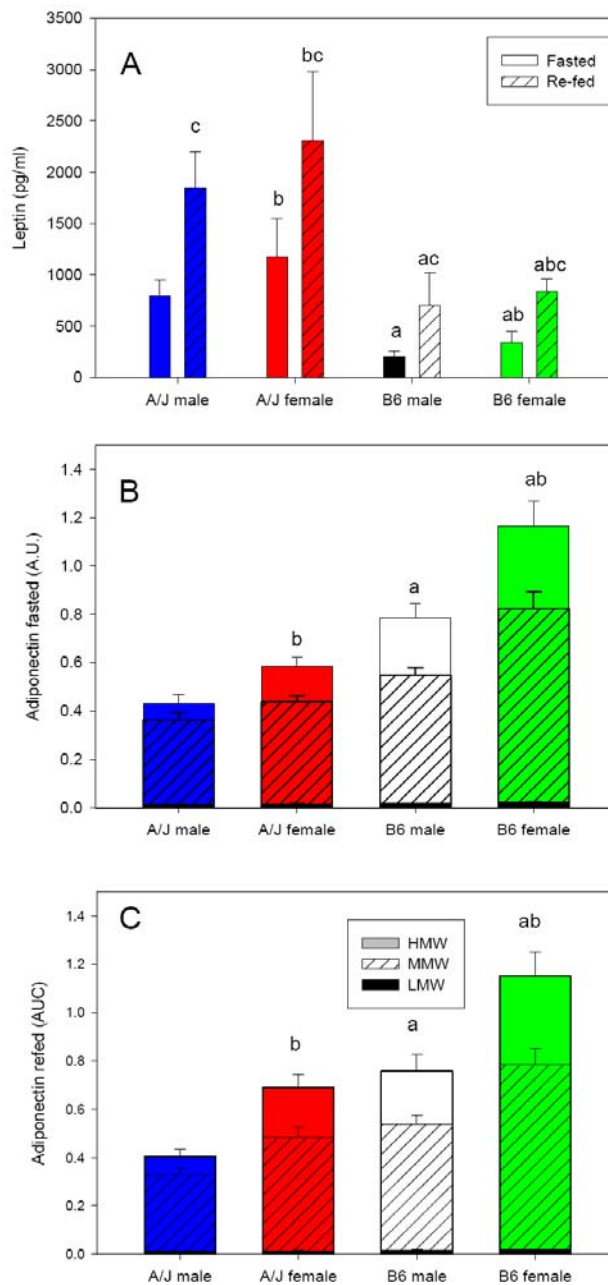 A
Fasted
Re-fed
Leptin (pg/ml)
3500
3000
2500
2000
1500
1000
500
0
c
b
bc
a
ac
ab
abc
A/J male
A/J female
B6 male
B6 female
B
Adiponectin fasted (A.U.)
1.4
1.2
1.0
0.8
0.6
0.4
0.2
0.0
b
a
ab
A/J male
A/J female
B6 male
B6 female
C
HMW
MMW
LMW
Adiponectin refed (AUC)
1.4
1.2
1.0
0.8
0.6
0.4
0.2
0.0
b
a
ab
A/J male
A/J female
B6 male
B6 female